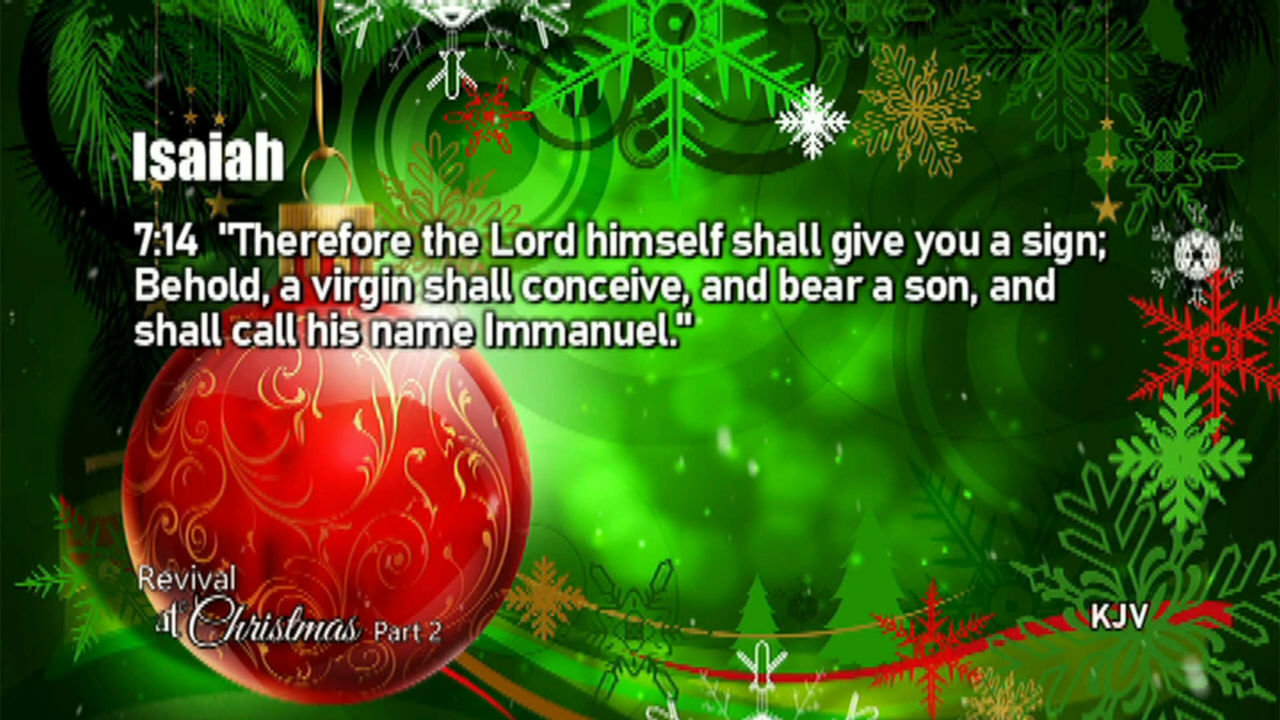 Isaiah
7:14 "Therefore the Lord himself shall give you a sign;
Behold, a virgin shall conceive, and bear a son, and
shall call his name Immanuel."
Revival
at Christmas Part 2
KJV